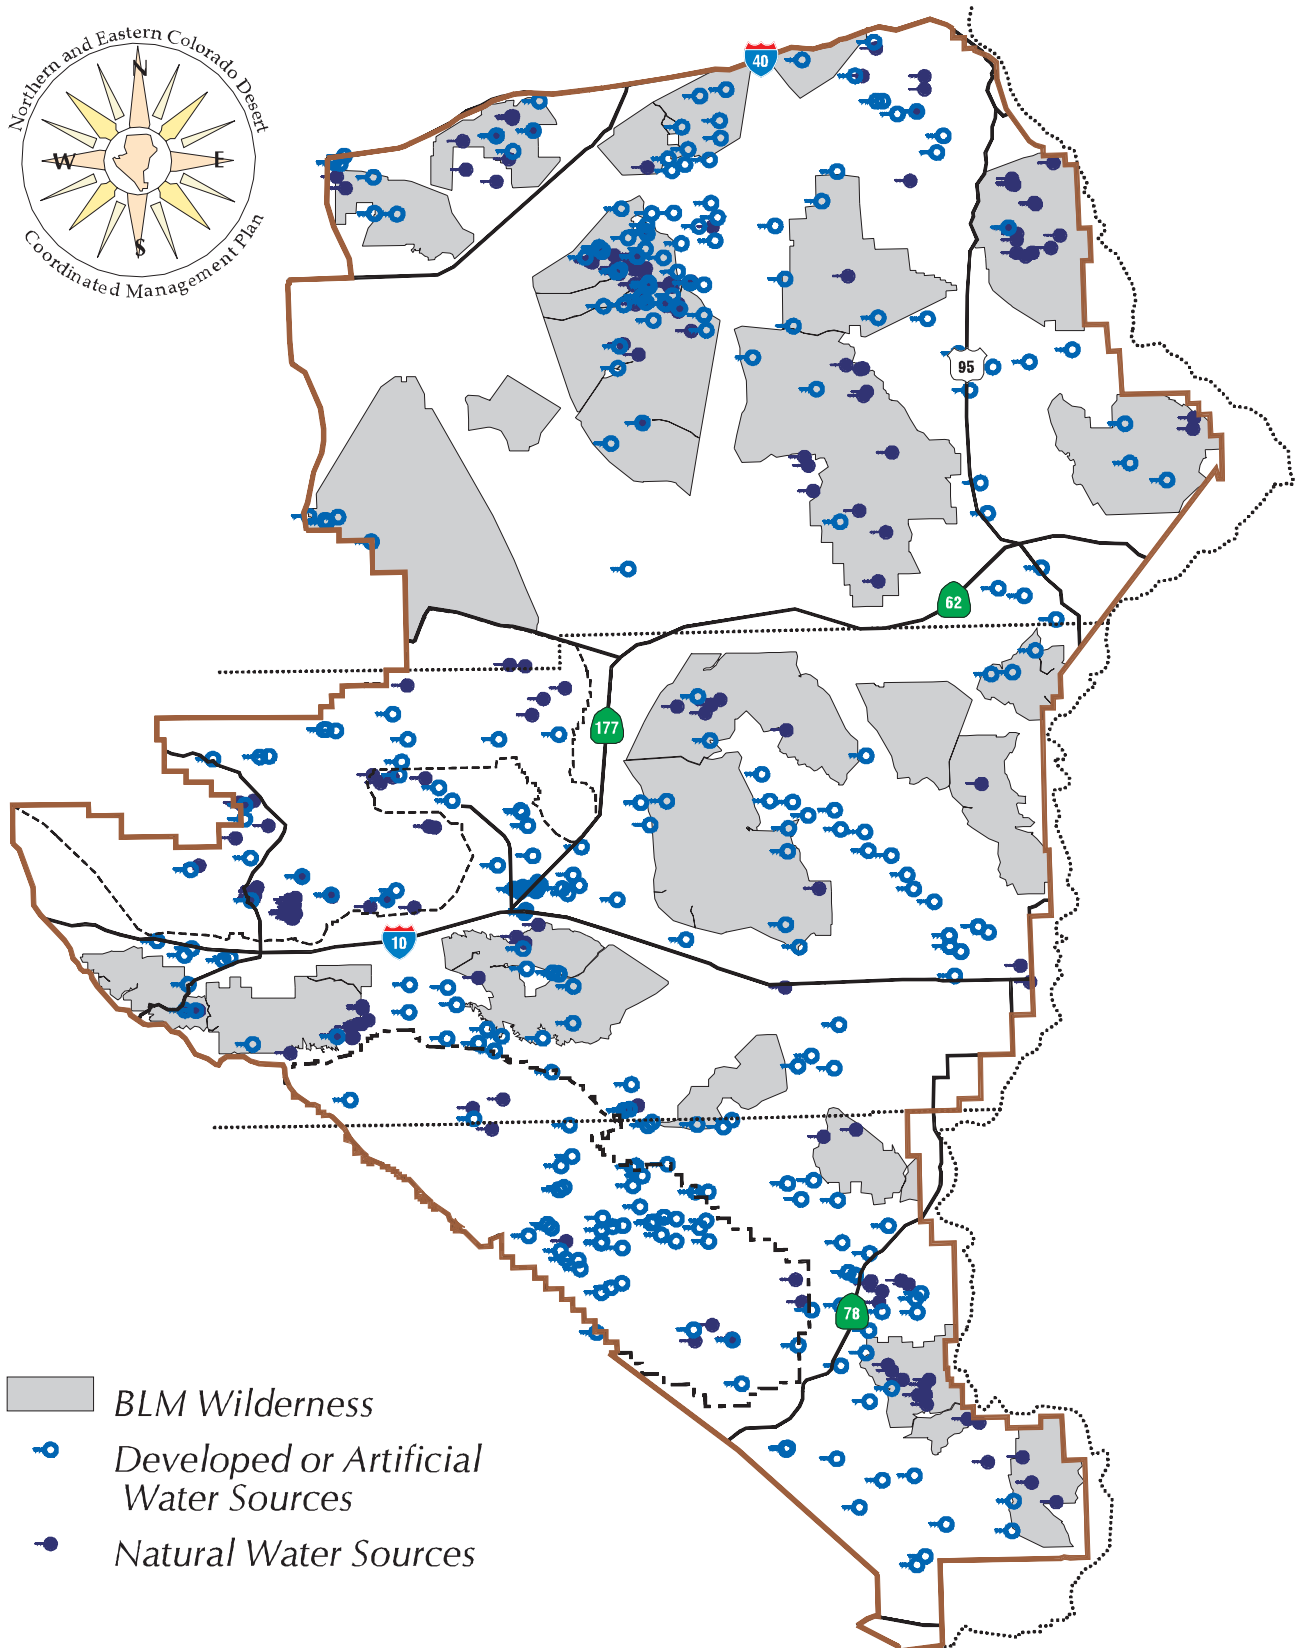 Northern and Eastern Colorado Desert
N
W
E
S
Coordinated Management Plan
40
95
62
177
10
78
BLM Wilderness
Developed or Artificial
Water Sources
Natural Water Sources